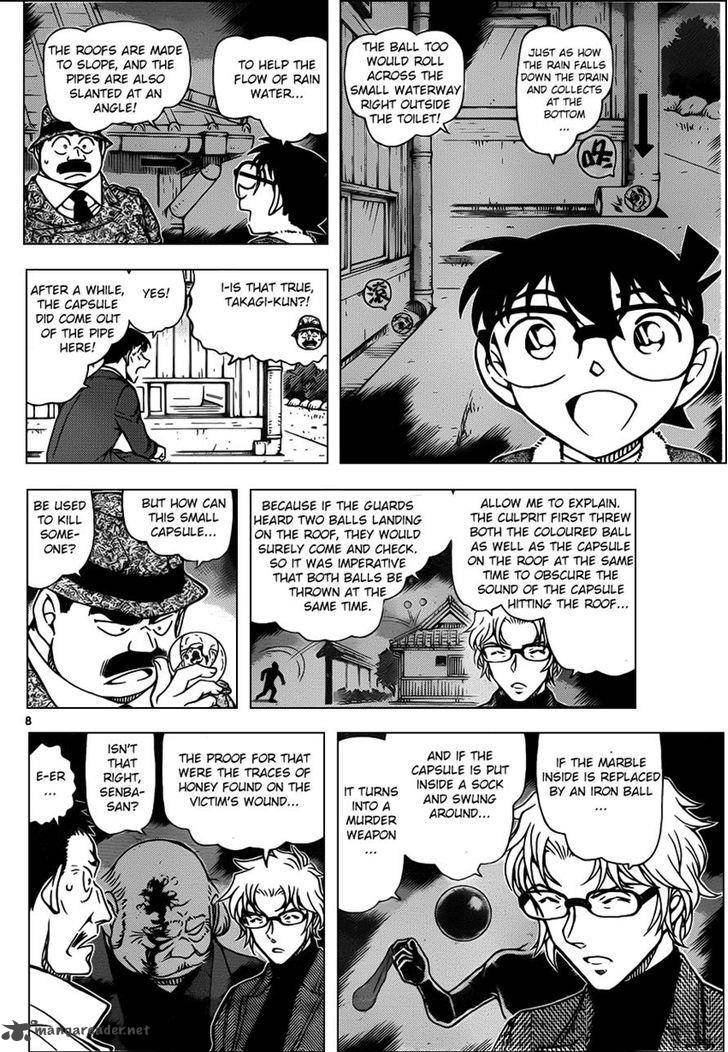 JUST AS HOW
THE RAIN FALLS
DOWN THE DRAIN
AND COLLECTS
AT THE
BOTTOM
...
THE BALL TOO
WOULD ROLL
ACROSS THE
SMALL WATERWAY
RIGHT OUTSIDE
THE TOILET!
TO HELP THE
FLOW OF RAIN
WATER...
THE ROOFS ARE MADE
TO SLOPE, AND THE
PIPES ARE ALSO
SLANTED AT AN
ANGLE!
I-IS THAT TRUE,
TAKAGI-KUN?!
YES!
AFTER A WHILE,
THE CAPSULE
DID COME OUT
OF THE PIPE
HERE!
ALLOW ME TO EXPLAIN.
THE CULPRIT FIRST THREW
BOTH THE COLOURED BALL
AS WELL AS THE CAPSULE
ON THE ROOF AT THE SAME
TIME TO OBSCURE THE
SOUND OF THE CAPSULE
HITTING THE ROOF...
BECAUSE IF THE GUARDS
HEARD TWO BALLS LANDING
ON THE ROOF, THEY WOULD
SURELY COME AND CHECK.
SO IT WAS IMPERATIVE
THAT BOTH BALLS BE
THROWN AT THE
SAME TIME.
BUT HOW CAN
THIS SMALL
CAPSULE...
BE USED
TO KILL
SOME-
ONE?
8
IF THE MARBLE
INSIDE IS REPLACED
BY AN IRON BALL
...
AND IF THE
CAPSULE IS PUT
INSIDE A SOCK
AND SWUNG
AROUND...
IT TURNS
INTO A
MURDER
WEAPON
...
THE PROOF FOR THAT
WERE THE TRACES OF
HONEY FOUND ON THE
VICTIM'S WOUND...
ISN'T
THAT
RIGHT,
SENBA-
SAN?
E-ER
...
mangareader.net